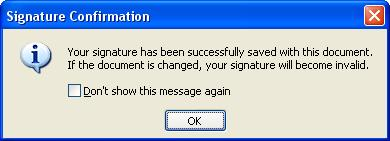 Signature Confirmation
Your signature has been successfully saved with this document.
If the document is changed, your signature will become invalid.
Don't show this message again
OK